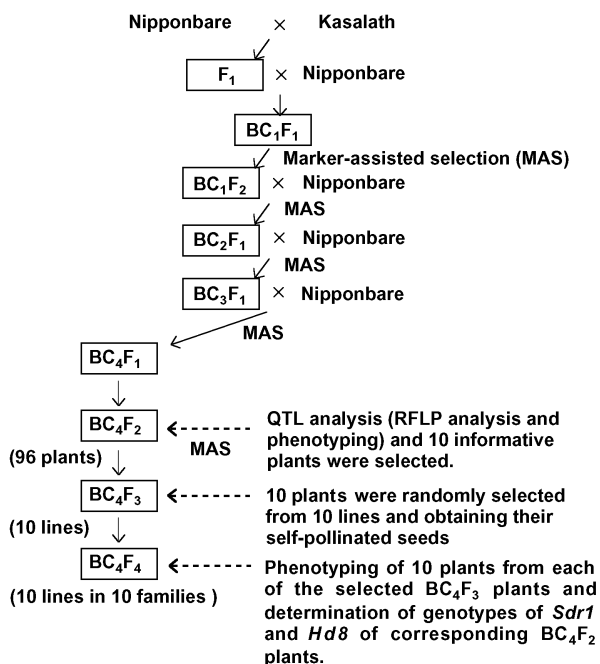 Nipponbare × Kasalath
F₁ × Nipponbare
BC₁F₁
Marker-assisted selection (MAS)
BC₁F₂ × Nipponbare
MAS
BC₂F₁ × Nipponbare
MAS
BC₃F₁ × Nipponbare
MAS
BC₄F₁
BC₄F₂
MAS
(96 plants)
QTL analysis (RFLP analysis and
phenotyping) and 10 informative
plants were selected.
BC₄F₃
(10 lines)
10 plants were randomly selected
from 10 lines and obtaining their
self-pollinated seeds
BC₄F₄
(10 lines in 10 families )
Phenotyping of 10 plants from each
of the selected BC₄F₃ plants and
determination of genotypes of Sdr1
and Hd8 of corresponding BC₄F₂
plants.